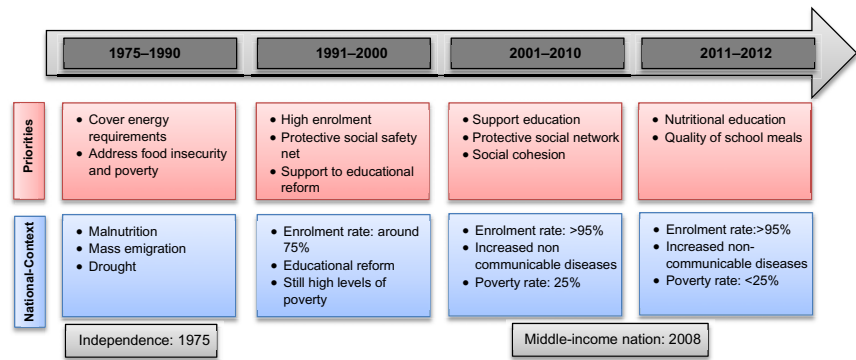 1975–1990
1991–2000
2001–2010
2011–2012
Priorities
• Cover energy
requirements
• Address food insecurity
and poverty
• High enrolment
• Protective social safety
net
• Support to educational
reform
• Support education
• Protective social network
• Social cohesion
• Nutritional education
• Quality of school meals
National-Context
• Malnutrition
• Mass emigration
• Drought
• Enrolment rate: around
75%
• Educational reform
• Still high levels of
poverty
• Enrolment rate: >95%
• Increased non
communicable diseases
• Poverty rate: 25%
• Enrolment rate:>95%
• Increased non-
communicable diseases
• Poverty rate: <25%
Independence: 1975
Middle-income nation: 2008